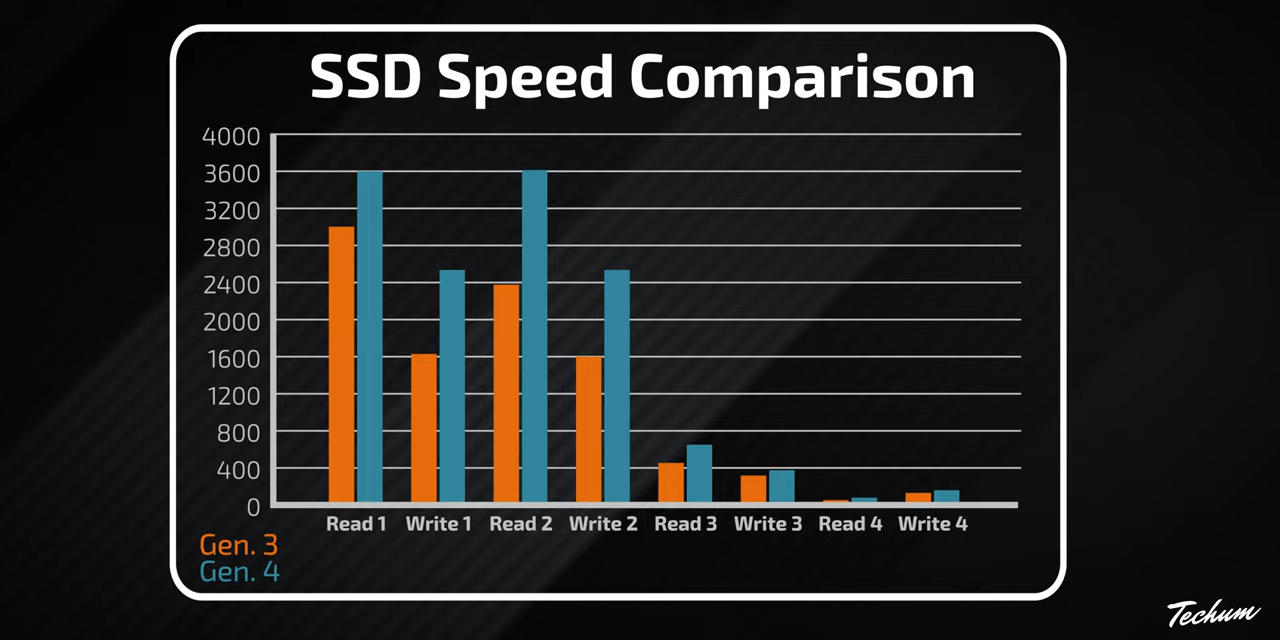 SSD Speed Comparison
4000
3600
3200
2800
2400
2000
1600
1200
800
400
0
Read 1 Write 1 Read 2 Write 2 Read 3 Write 3 Read 4 Write 4
Gen. 3
Gen. 4
Techum